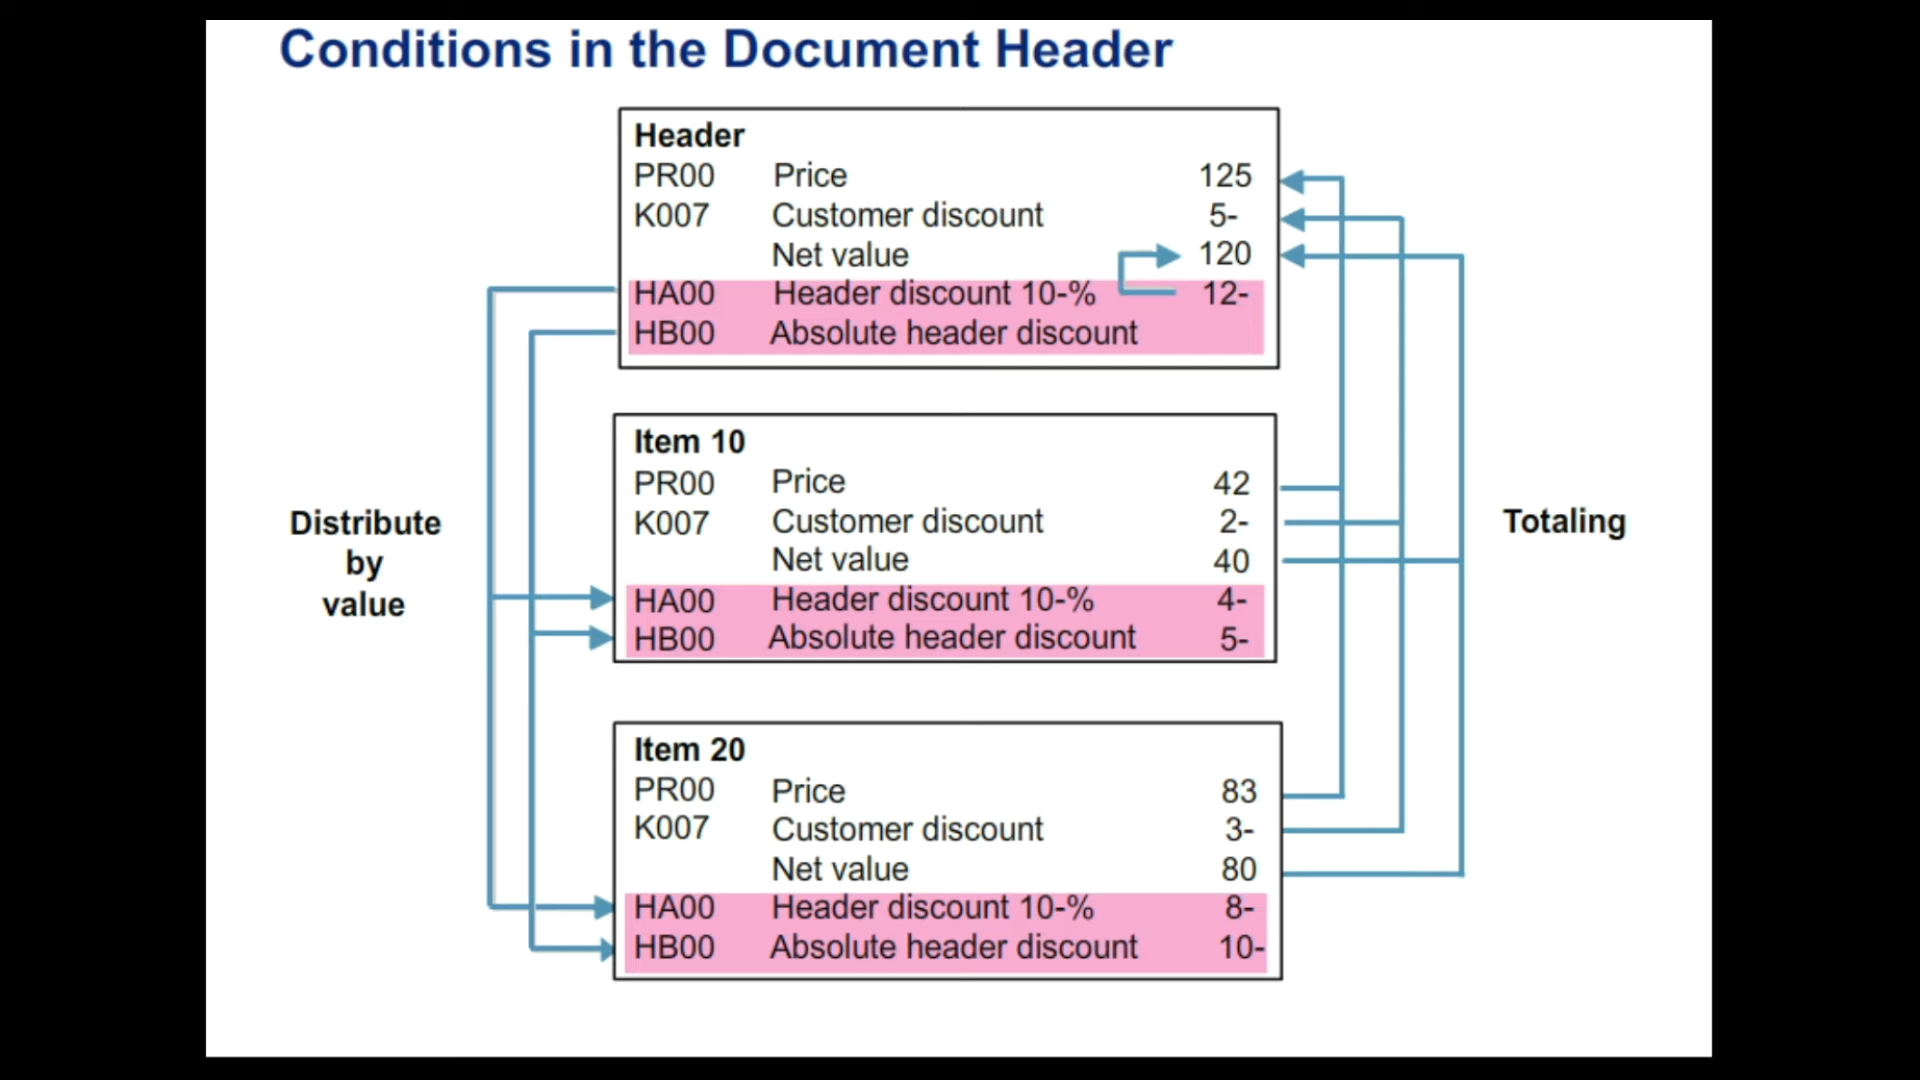 Conditions in the Document Header
Header
PR00 Price 125
K007 Customer discount 5-
Net value 120
HA00 Header discount 10-% 12-
HB00 Absolute header discount
Item 10
PR00 Price 42
K007 Customer discount 2-
Net value 40
HA00 Header discount 10-% 4-
HB00 Absolute header discount 5-
Distribute
by
value
Totaling
Item 20
PR00 Price 83
K007 Customer discount 3-
Net value 80
HA00 Header discount 10-% 8-
HB00 Absolute header discount 10-